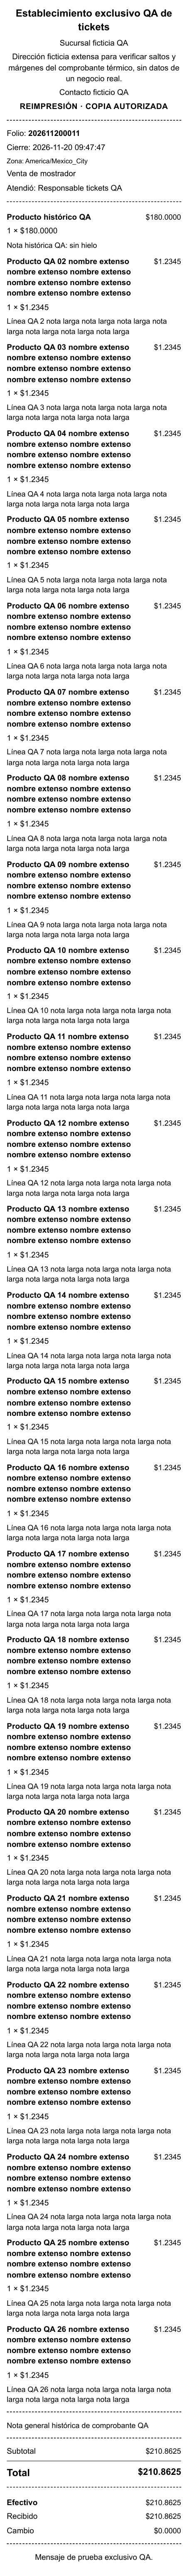 Establecimiento exclusivo QA de
tickets
Sucursal ficticia QA
Dirección ficticia extensa para verificar saltos y
márgenes del comprobante térmico, sin datos de
un negocio real.
Contacto ficticio QA
REIMPRESIÓN · COPIA AUTORIZADA
Folio: 202611200011
Cierre: 2026-11-20 09:47:47
Zona: America/Mexico_City
Venta de mostrador
Atendió: Responsable tickets QA
Producto histórico QA $180.0000
1 × $180.0000
Nota histórica QA: sin hielo
Producto QA 02 nombre extenso $1.2345
nombre extenso nombre extenso
nombre extenso nombre extenso
nombre extenso nombre extenso
1 × $1.2345
Línea QA 2 nota larga nota larga nota larga nota
larga nota larga nota larga nota larga
Producto QA 03 nombre extenso $1.2345
nombre extenso nombre extenso
nombre extenso nombre extenso
nombre extenso nombre extenso
1 × $1.2345
Línea QA 3 nota larga nota larga nota larga nota
larga nota larga nota larga nota larga
Producto QA 04 nombre extenso $1.2345
nombre extenso nombre extenso
nombre extenso nombre extenso
nombre extenso nombre extenso
1 × $1.2345
Línea QA 4 nota larga nota larga nota larga nota
larga nota larga nota larga nota larga
Producto QA 05 nombre extenso $1.2345
nombre extenso nombre extenso
nombre extenso nombre extenso
nombre extenso nombre extenso
1 × $1.2345
Línea QA 5 nota larga nota larga nota larga nota
larga nota larga nota larga nota larga
Producto QA 06 nombre extenso $1.2345
nombre extenso nombre extenso
nombre extenso nombre extenso
nombre extenso nombre extenso
1 × $1.2345
Línea QA 6 nota larga nota larga nota larga nota
larga nota larga nota larga nota larga
Producto QA 07 nombre extenso $1.2345
nombre extenso nombre extenso
nombre extenso nombre extenso
nombre extenso nombre extenso
1 × $1.2345
Línea QA 7 nota larga nota larga nota larga nota
larga nota larga nota larga nota larga
Producto QA 08 nombre extenso $1.2345
nombre extenso nombre extenso
nombre extenso nombre extenso
nombre extenso nombre extenso
1 × $1.2345
Línea QA 8 nota larga nota larga nota larga nota
larga nota larga nota larga nota larga
Producto QA 09 nombre extenso $1.2345
nombre extenso nombre extenso
nombre extenso nombre extenso
nombre extenso nombre extenso
1 × $1.2345
Línea QA 9 nota larga nota larga nota larga nota
larga nota larga nota larga nota larga
Producto QA 10 nombre extenso $1.2345
nombre extenso nombre extenso
nombre extenso nombre extenso
nombre extenso nombre extenso
1 × $1.2345
Línea QA 10 nota larga nota larga nota larga nota
larga nota larga nota larga nota larga
Producto QA 11 nombre extenso $1.2345
nombre extenso nombre extenso
nombre extenso nombre extenso
nombre extenso nombre extenso
1 × $1.2345
Línea QA 11 nota larga nota larga nota larga nota
larga nota larga nota larga nota larga
Producto QA 12 nombre extenso $1.2345
nombre extenso nombre extenso
nombre extenso nombre extenso
nombre extenso nombre extenso
1 × $1.2345
Línea QA 12 nota larga nota larga nota larga nota
larga nota larga nota larga nota larga
Producto QA 13 nombre extenso $1.2345
nombre extenso nombre extenso
nombre extenso nombre extenso
nombre extenso nombre extenso
1 × $1.2345
Línea QA 13 nota larga nota larga nota larga nota
larga nota larga nota larga nota larga
Producto QA 14 nombre extenso $1.2345
nombre extenso nombre extenso
nombre extenso nombre extenso
nombre extenso nombre extenso
1 × $1.2345
Línea QA 14 nota larga nota larga nota larga nota
larga nota larga nota larga nota larga
Producto QA 15 nombre extenso $1.2345
nombre extenso nombre extenso
nombre extenso nombre extenso
nombre extenso nombre extenso
1 × $1.2345
Línea QA 15 nota larga nota larga nota larga nota
larga nota larga nota larga nota larga
Producto QA 16 nombre extenso $1.2345
nombre extenso nombre extenso
nombre extenso nombre extenso
nombre extenso nombre extenso
1 × $1.2345
Línea QA 16 nota larga nota larga nota larga nota
larga nota larga nota larga nota larga
Producto QA 17 nombre extenso $1.2345
nombre extenso nombre extenso
nombre extenso nombre extenso
nombre extenso nombre extenso
1 × $1.2345
Línea QA 17 nota larga nota larga nota larga nota
larga nota larga nota larga nota larga
Producto QA 18 nombre extenso $1.2345
nombre extenso nombre extenso
nombre extenso nombre extenso
nombre extenso nombre extenso
1 × $1.2345
Línea QA 18 nota larga nota larga nota larga nota
larga nota larga nota larga nota larga
Producto QA 19 nombre extenso $1.2345
nombre extenso nombre extenso
nombre extenso nombre extenso
nombre extenso nombre extenso
1 × $1.2345
Línea QA 19 nota larga nota larga nota larga nota
larga nota larga nota larga nota larga
Producto QA 20 nombre extenso $1.2345
nombre extenso nombre extenso
nombre extenso nombre extenso
nombre extenso nombre extenso
1 × $1.2345
Línea QA 20 nota larga nota larga nota larga nota
larga nota larga nota larga nota larga
Producto QA 21 nombre extenso $1.2345
nombre extenso nombre extenso
nombre extenso nombre extenso
nombre extenso nombre extenso
1 × $1.2345
Línea QA 21 nota larga nota larga nota larga nota
larga nota larga nota larga nota larga
Producto QA 22 nombre extenso $1.2345
nombre extenso nombre extenso
nombre extenso nombre extenso
nombre extenso nombre extenso
1 × $1.2345
Línea QA 22 nota larga nota larga nota larga nota
larga nota larga nota larga nota larga
Producto QA 23 nombre extenso $1.2345
nombre extenso nombre extenso
nombre extenso nombre extenso
nombre extenso nombre extenso
1 × $1.2345
Línea QA 23 nota larga nota larga nota larga nota
larga nota larga nota larga nota larga
Producto QA 24 nombre extenso $1.2345
nombre extenso nombre extenso
nombre extenso nombre extenso
nombre extenso nombre extenso
1 × $1.2345
Línea QA 24 nota larga nota larga nota larga nota
larga nota larga nota larga nota larga
Producto QA 25 nombre extenso $1.2345
nombre extenso nombre extenso
nombre extenso nombre extenso
nombre extenso nombre extenso
1 × $1.2345
Línea QA 25 nota larga nota larga nota larga nota
larga nota larga nota larga nota larga
Producto QA 26 nombre extenso $1.2345
nombre extenso nombre extenso
nombre extenso nombre extenso
nombre extenso nombre extenso
1 × $1.2345
Línea QA 26 nota larga nota larga nota larga nota
larga nota larga nota larga nota larga
Nota general histórica de comprobante QA
Subtotal $210.8625
Total $210.8625
Efectivo $210.8625
Recibido $210.8625
Cambio $0.0000
Mensaje de prueba exclusivo QA.